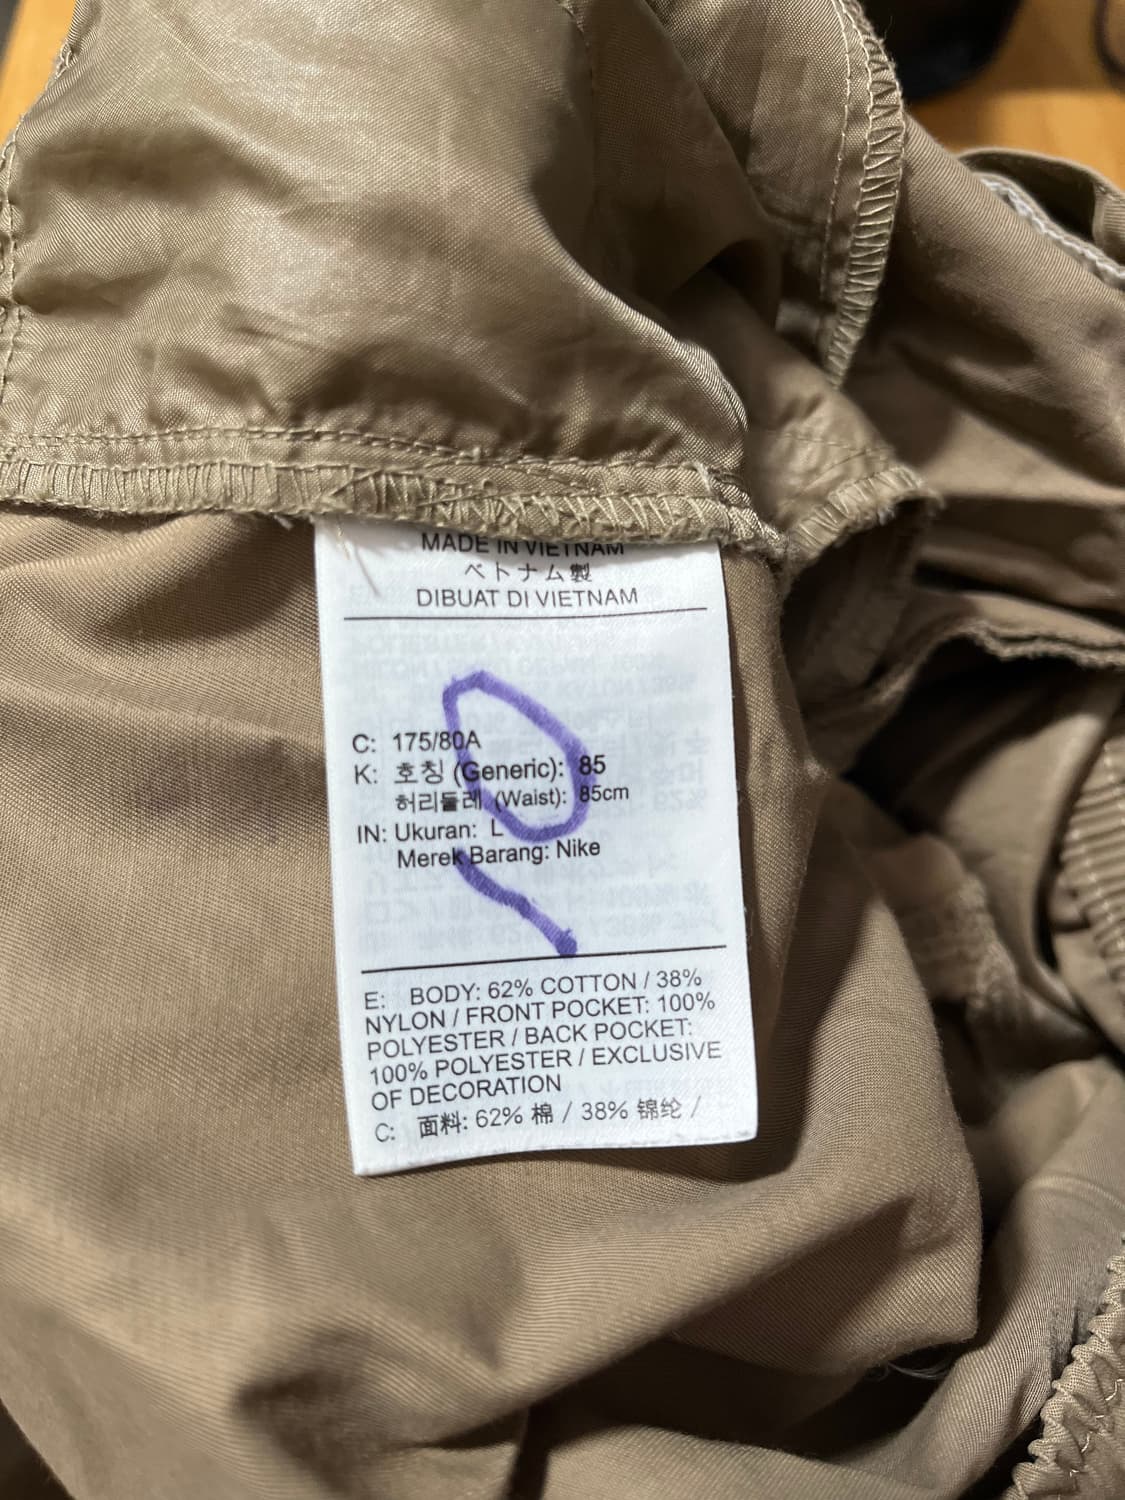 MADE IN VIETNAM
ベトナム製
DIBUAT DI VIETNAM
C: 175/80A
K: 호칭 (Generic): 85
허리둘레 (Waist): 85cm
IN: Ukuran: L
Merek Barang: Nike
E: BODY: 62% COTTON / 38%
NYLON / FRONT POCKET: 100%
POLYESTER / BACK POCKET:
100% POLYESTER / EXCLUSIVE
OF DECORATION
C: 面料: 62% 棉 / 38% 锦纶 /